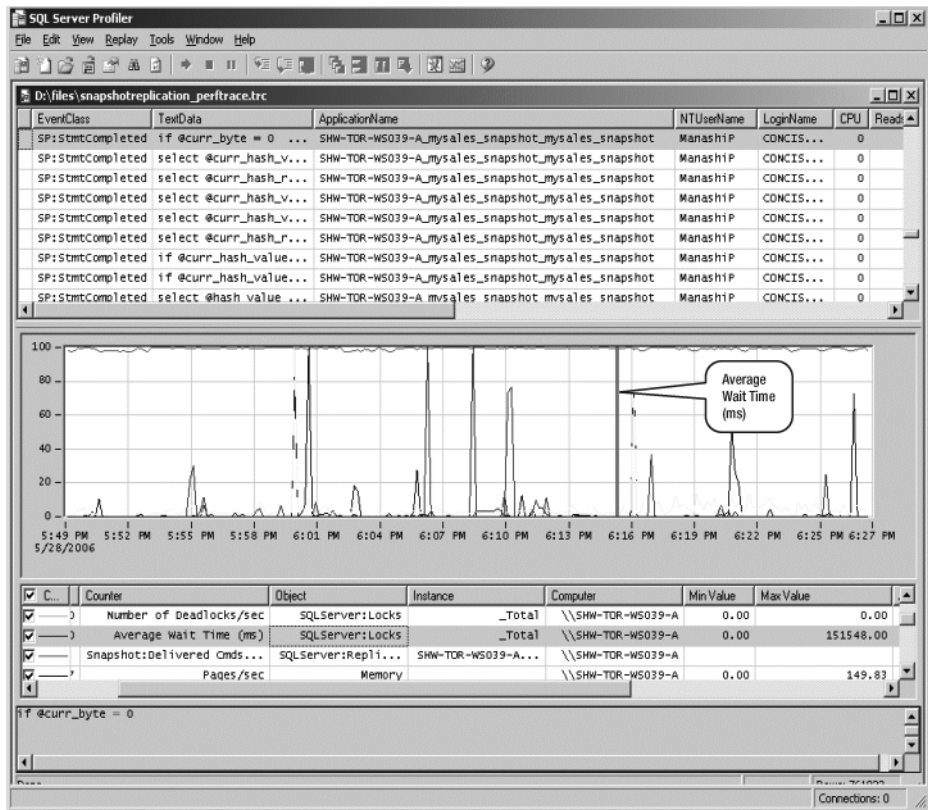 SQL Server Profiler
File Edit View Replay Tools Window Help
D:\files\snapshotreplication_perftrace.trc
EventClass TextData ApplicationName NTUserName LoginName CPU Reads
SP:StmtCompleted if @curr_byte = 0 ... SHW-TOR-WS039-A_mysales_snapshot_mysales_snapshot ManashiP CONCIS... 0
SP:StmtCompleted select @curr_hash_v... SHW-TOR-WS039-A_mysales_snapshot_mysales_snapshot ManashiP CONCIS... 0
SP:StmtCompleted select @curr_hash_r... SHW-TOR-WS039-A_mysales_snapshot_mysales_snapshot ManashiP CONCIS... 0
SP:StmtCompleted select @curr_hash_v... SHW-TOR-WS039-A_mysales_snapshot_mysales_snapshot ManashiP CONCIS... 0
SP:StmtCompleted select @curr_hash_v... SHW-TOR-WS039-A_mysales_snapshot_mysales_snapshot ManashiP CONCIS... 0
SP:StmtCompleted select @curr_hash_r... SHW-TOR-WS039-A_mysales_snapshot_mysales_snapshot ManashiP CONCIS... 0
SP:StmtCompleted if @curr_hash_value... SHW-TOR-WS039-A_mysales_snapshot_mysales_snapshot ManashiP CONCIS... 0
SP:StmtCompleted if @curr_hash_value... SHW-TOR-WS039-A_mysales_snapshot_mysales_snapshot ManashiP CONCIS... 0
SP:StmtCompleted select @hash_value ... SHW-TOR-WS039-A_mysales_snapshot_mysales_snapshot ManashiP CONCIS... 0
100
80
60
40
20
0
Average
Wait Time
(ms)
5:49 PM 5:52 PM 5:55 PM 5:58 PM 6:01 PM 6:04 PM 6:07 PM 6:10 PM 6:13 PM 6:16 PM 6:19 PM 6:22 PM 6:25 PM 6:27 PM
5/28/2006
C... Counter Object Instance Computer Min Value Max Value
Number of Deadlocks/sec SQLServer:Locks _Total \\SHW-TOR-WS039-A 0.00 0.00
Average Wait Time (ms) SQLServer:Locks _Total \\SHW-TOR-WS039-A 0.00 151548.00
Snapshot:Delivered Cmds... SQLServer:Repli... SHW-TOR-WS039-A... \\SHW-TOR-WS039-A
Pages/sec Memory \\SHW-TOR-WS039-A 0.00 149.83
if @curr_byte = 0
Connections: 0